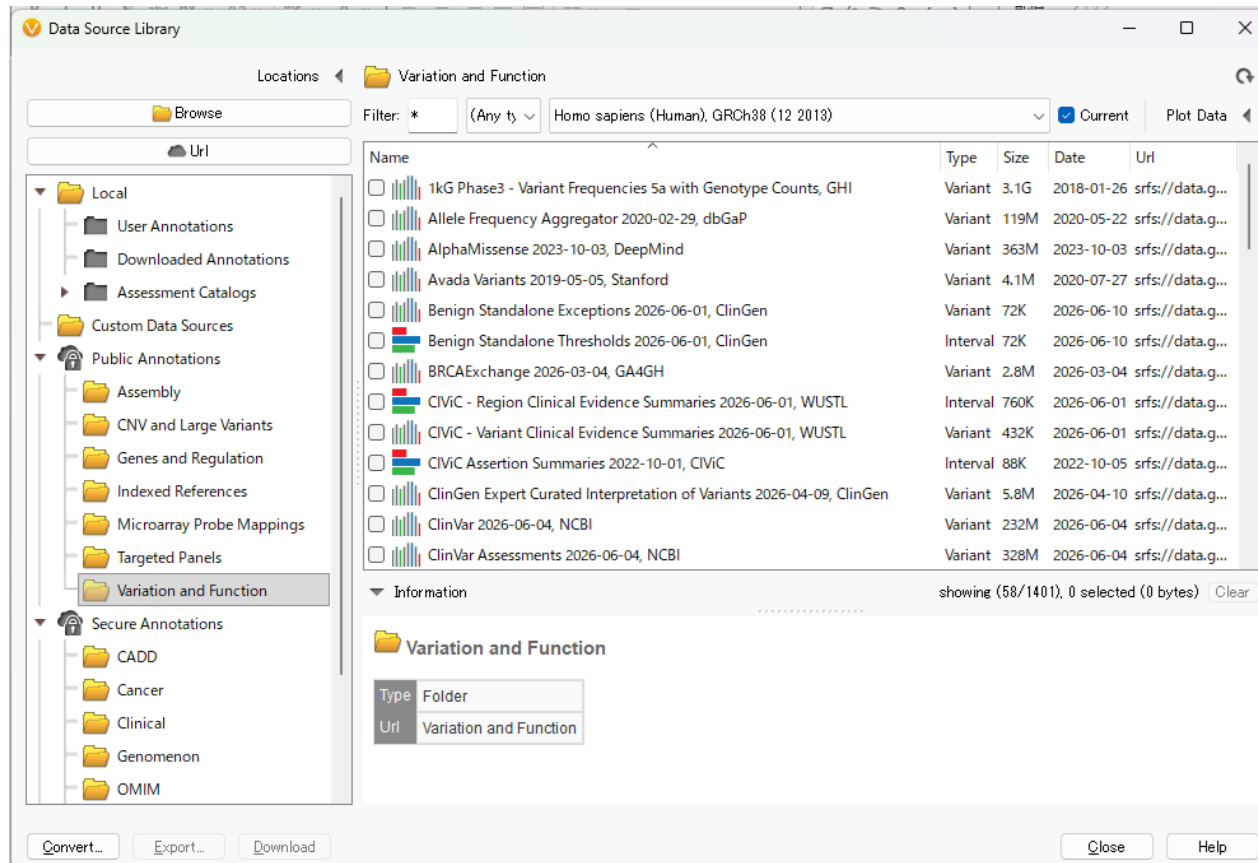 Data Source Library
Locations
Variation and Function
Browse
Filter: * (Any ty Homo sapiens (Human), GRCh38 (12 2013) Current Plot Data
Url
Name Type Size Date Url
Local
User Annotations
Downloaded Annotations
Assessment Catalogs
Custom Data Sources
Public Annotations
Assembly
CNV and Large Variants
Genes and Regulation
Indexed References
Microarray Probe Mappings
Targeted Panels
Variation and Function
Secure Annotations
CADD
Cancer
Clinical
Genomenon
OMIM
1kG Phase3 - Variant Frequencies 5a with Genotype Counts, GHI Variant 3.1G 2018-01-26 srfs://data.g...
Allele Frequency Aggregator 2020-02-29, dbGaP Variant 119M 2020-05-22 srfs://data.g...
AlphaMissense 2023-10-03, DeepMind Variant 363M 2023-10-03 srfs://data.g...
Avada Variants 2019-05-05, Stanford Variant 4.1M 2020-07-27 srfs://data.g...
Benign Standalone Exceptions 2026-06-01, ClinGen Variant 72K 2026-06-10 srfs://data.g...
Benign Standalone Thresholds 2026-06-01, ClinGen Interval 72K 2026-06-10 srfs://data.g...
BRCAExchange 2026-03-04, GA4GH Variant 2.8M 2026-03-04 srfs://data.g...
CIViC - Region Clinical Evidence Summaries 2026-06-01, WUSTL Interval 760K 2026-06-01 srfs://data.g...
CIViC - Variant Clinical Evidence Summaries 2026-06-01, WUSTL Variant 432K 2026-06-01 srfs://data.g...
CIViC Assertion Summaries 2022-10-01, CIViC Interval 88K 2022-10-05 srfs://data.g...
ClinGen Expert Curated Interpretation of Variants 2026-04-09, ClinGen Variant 5.8M 2026-04-10 srfs://data.g...
ClinVar 2026-06-04, NCBI Variant 232M 2026-06-04 srfs://data.g...
ClinVar Assessments 2026-06-04, NCBI Variant 328M 2026-06-04 srfs://data.g...
Information showing (58/1401), 0 selected (0 bytes) Clear
Variation and Function
Type Folder
Url Variation and Function
Convert... Export... Download Close Help